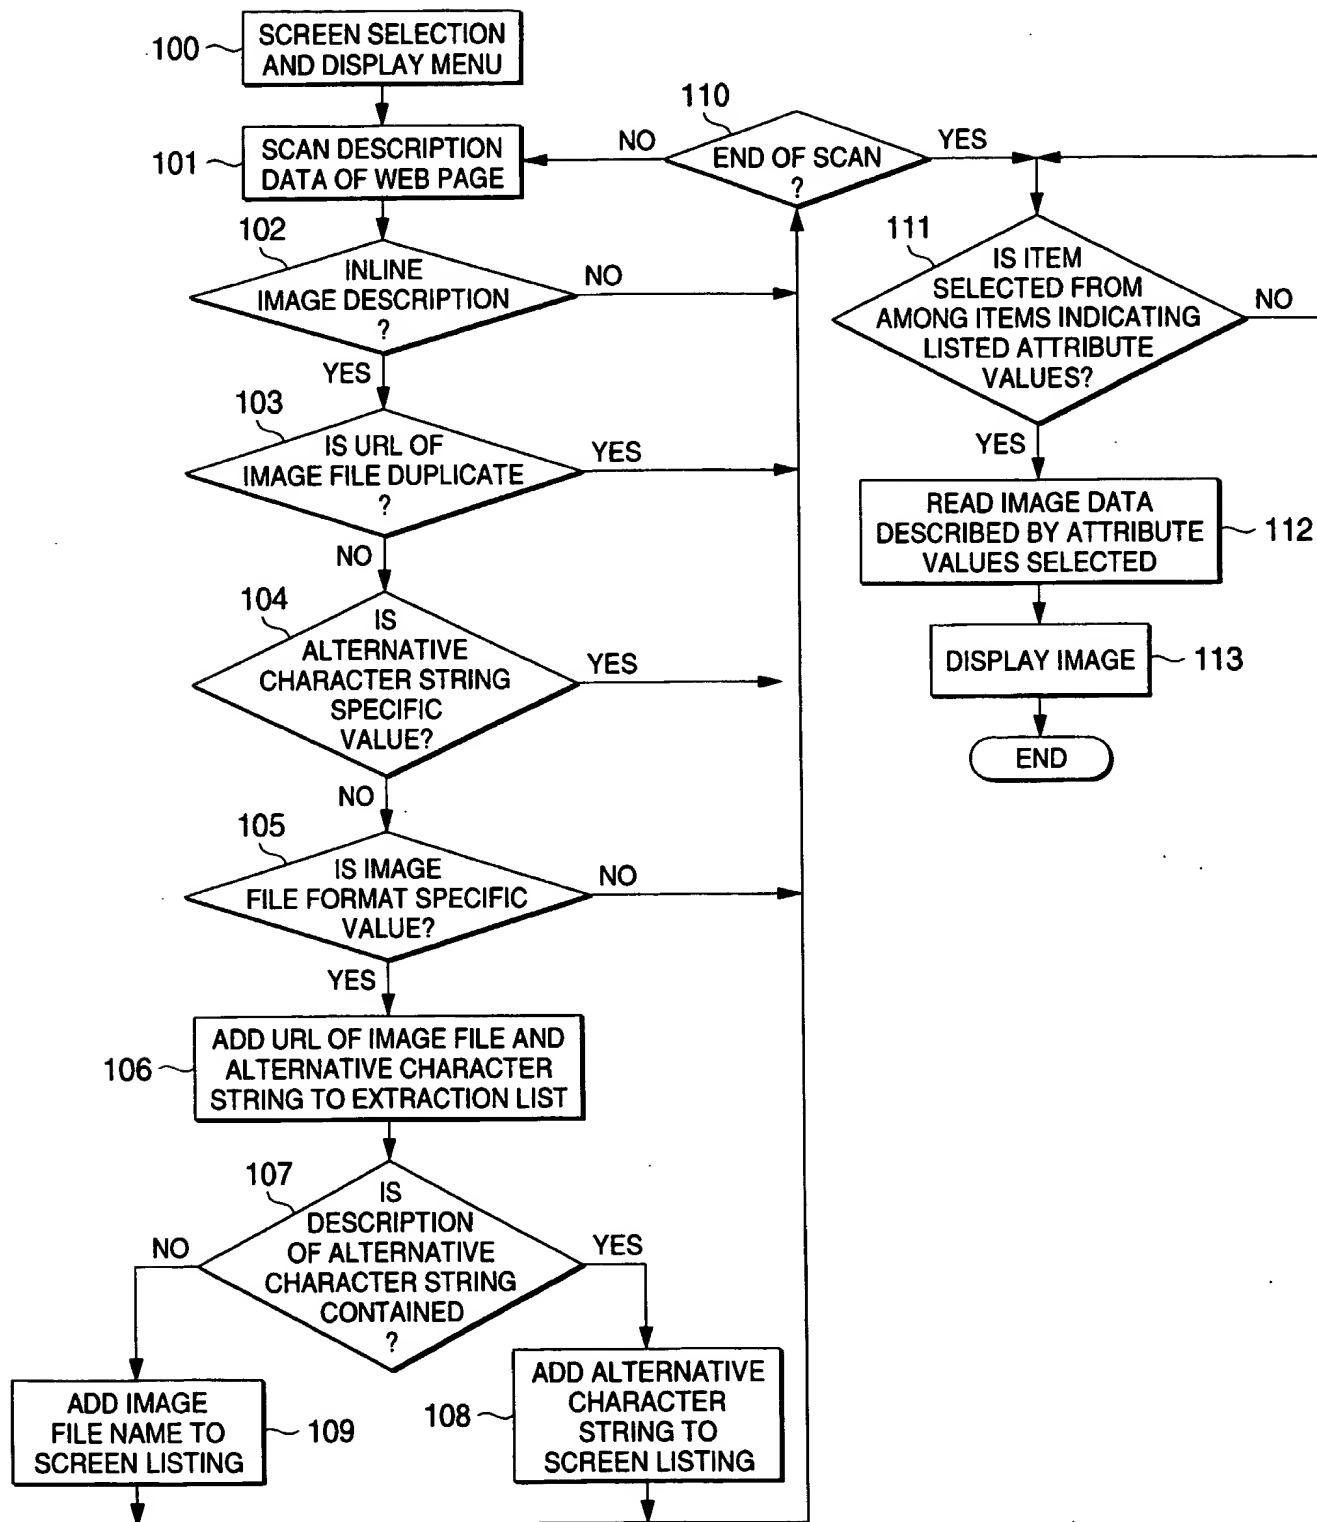 100
SCREEN SELECTION
AND DISPLAY MENU
101
SCAN DESCRIPTION
DATA OF WEB PAGE
102
INLINE
IMAGE DESCRIPTION
?
NO
YES
103
IS URL OF
IMAGE FILE DUPLICATE
?
YES
NO
104
IS
ALTERNATIVE
CHARACTER STRING
SPECIFIC
VALUE?
YES
NO
105
IS IMAGE
FILE FORMAT SPECIFIC
VALUE?
NO
YES
106
ADD URL OF IMAGE FILE AND
ALTERNATIVE CHARACTER
STRING TO EXTRACTION LIST
107
IS
DESCRIPTION
OF ALTERNATIVE
CHARACTER STRING
CONTAINED
?
NO
YES
ADD IMAGE
FILE NAME TO
SCREEN LISTING
109
108
ADD ALTERNATIVE
CHARACTER
STRING TO
SCREEN LISTING
110
END OF SCAN
?
NO
YES
111
IS ITEM
SELECTED FROM
AMONG ITEMS INDICATING
LISTED ATTRIBUTE
VALUES?
NO
YES
READ IMAGE DATA
DESCRIBED BY ATTRIBUTE
VALUES SELECTED
112
DISPLAY IMAGE
113
END